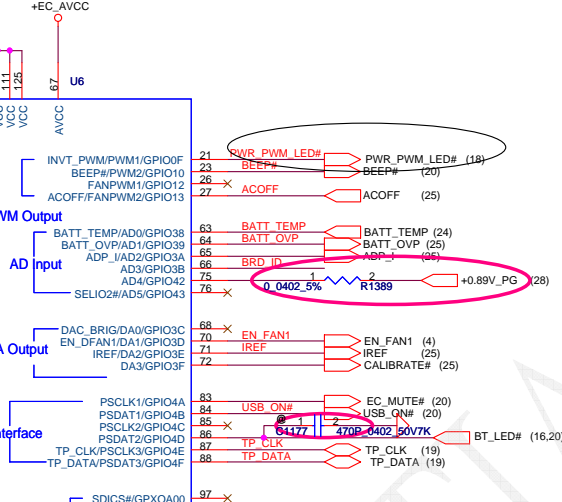 +EC_AVCC
111
125
67
U6
VCC
VCC
VCC
AVCC
INVT_PWM/PWM1/GPIO0F 21 PWR_PWM_LED# PWR_PWM_LED# (18)
BEEP#/PWM2/GPIO10 23 BEEP# BEEP# (20)
FANPWM1/GPIO12 26
ACOFF/FANPWM2/GPIO13 27 ACOFF ACOFF (25)
WM Output
BATT_TEMP/AD0/GPIO38 63 BATT_TEMP BATT_TEMP (24)
BATT_OVP/AD1/GPIO39 64 BATT_OVP BATT_OVP (25)
ADP_I/AD2/GPIO3A 65 ADP_I (25)
AD Input
AD3/GPIO3B 66 BRD_ID
AD4/GPIO42 75 1 2 +0.89V_PG (28)
SELIO2#/AD5/GPIO43 76 0_0402_5% R1389
DAC_BRIG/DA0/GPIO3C 68
EN_DFAN1/DA1/GPIO3D 70 EN_FAN1 EN_FAN1 (4)
A Output
IREF/DA2/GPIO3E 71 IREF IREF (25)
DA3/GPIO3F 72 CALIBRATE# (25)
PSCLK1/GPIO4A 83 EC_MUTE# (20)
PSDAT1/GPIO4B 84 USB_ON# USB_ON# (20)
PSCLK2/GPIO4C 85 @ 1 2
nterface
PSDAT2/GPIO4D 86 C1177 470P_0402_50V7K BT_LED# (16,20)
TP_CLK/PSCLK3/GPIO4E 87 TP_CLK TP_CLK (19)
TP_DATA/PSDAT3/GPIO4F 88 TP_DATA TP_DATA (19)
SDICS#/GPXOA00 97